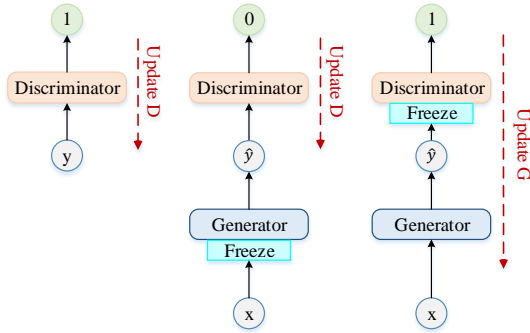 1
Discriminator
y
Update D
0
Discriminator
ŷ
Generator
Freeze
x
Update D
1
Discriminator
Freeze
ŷ
Generator
x
Update G